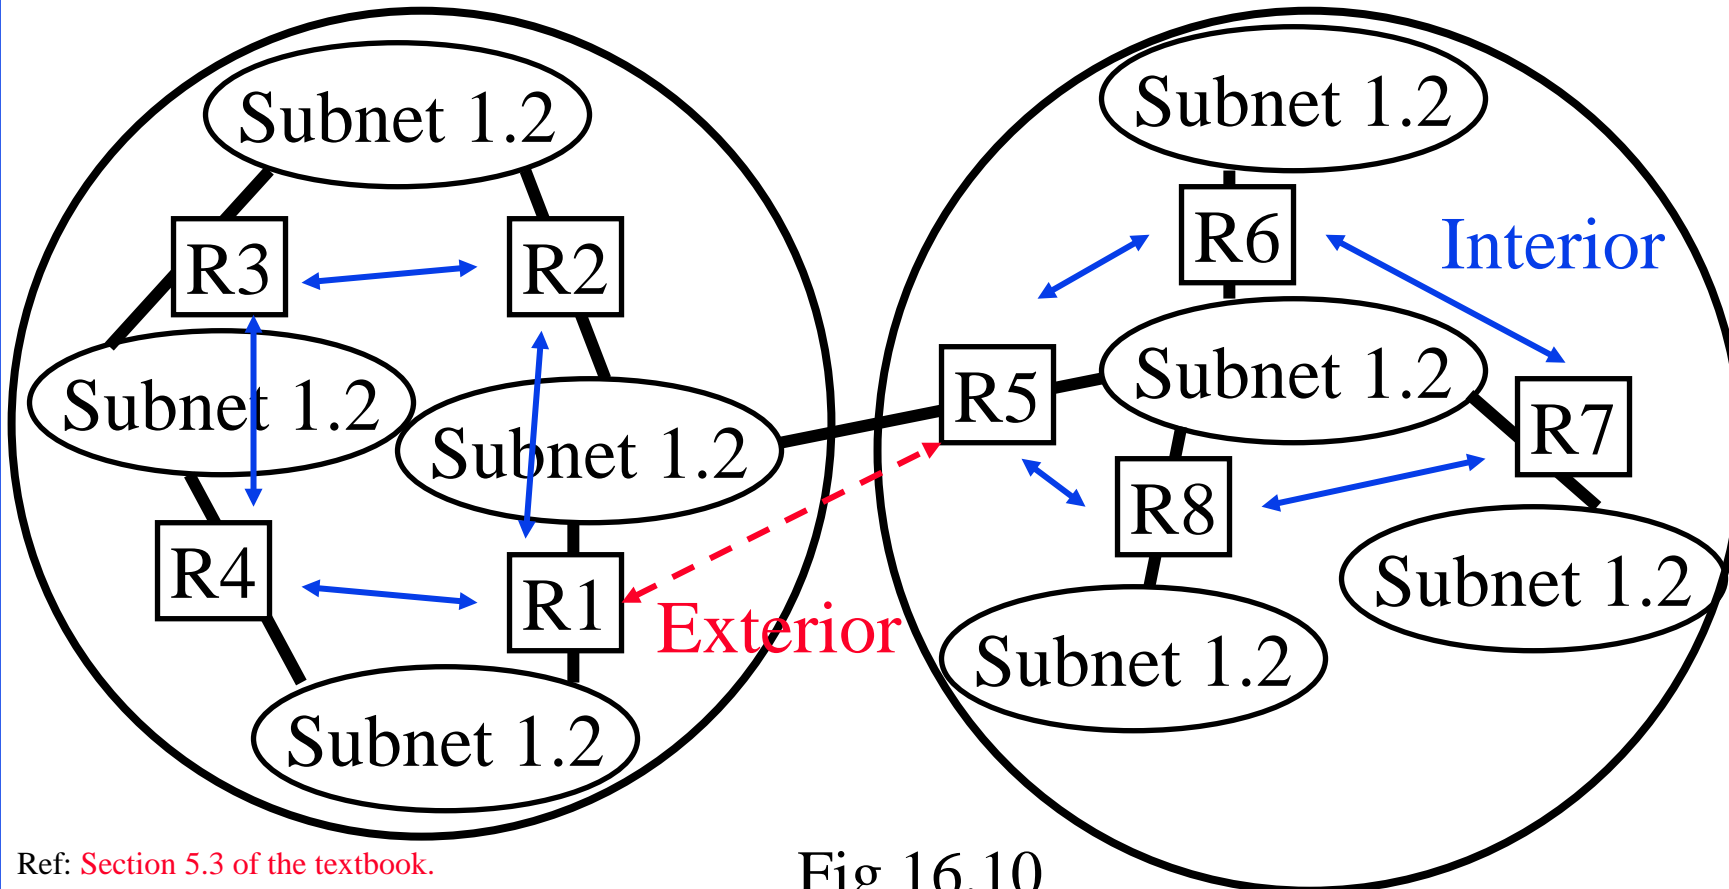 Subnet 1.2
R3
R2
Subnet 1.2
Subnet 1.2
R4
R1
Subnet 1.2
Exterior
Subnet 1.2
R6
Interior
R5
Subnet 1.2
R7
R8
Subnet 1.2
Subnet 1.2
Ref: Section 5.3 of the textbook.
Fig 16.10